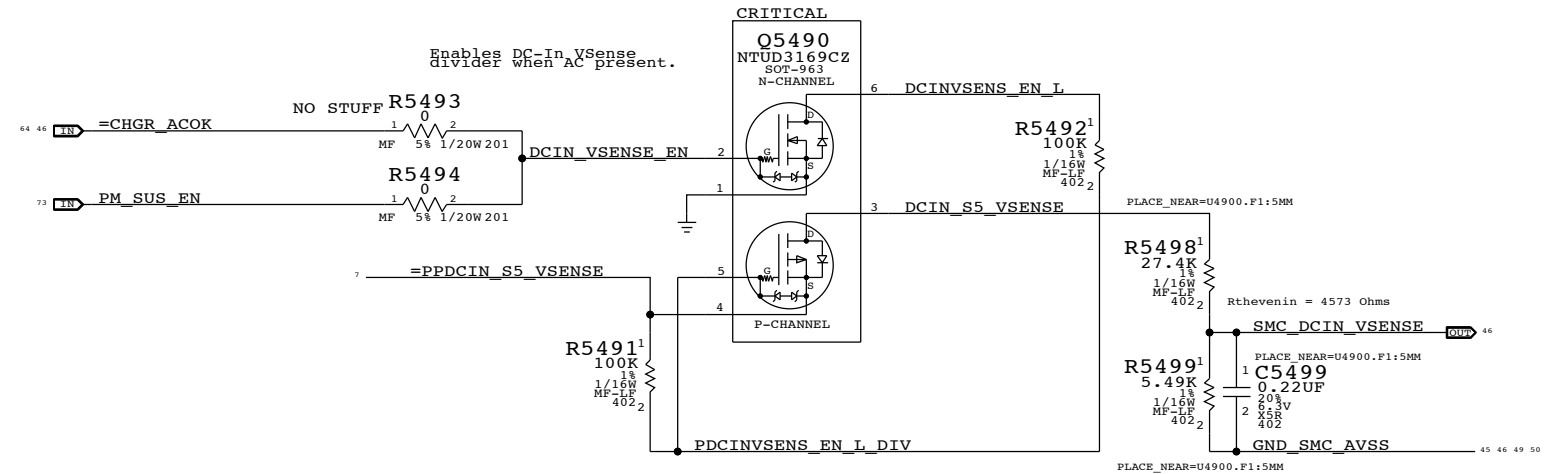 CRITICAL
Q5490
NTUD3169CZ
SOT-963
N-CHANNEL
Enables DC-In VSense
divider when AC present.
NO STUFF
R5493
0
64 46
IN
=CHGR_ACOK
1
2
MF 5% 1/20W 201
DCIN_VSENSE_EN
2
R5494
0
73
IN
PM_SUS_EN
1
2
MF 5% 1/20W 201
1
D
G
S
6
DCINVSENS_EN_L
R5492
1
100K
1%
1/16W
MF-LF
402
2
3
DCIN_S5_VSENSE
PLACE_NEAR=U4900.F1:5MM
7
=PPDCIN_S5_VSENSE
5
4
D
G
S
P-CHANNEL
R5498
1
27.4K
1%
1/16W
MF-LF
402
2
Rthevenin = 4573 Ohms
SMC_DCIN_VSENSE
OUT
46
R5491
1
100K
1%
1/16W
MF-LF
402
2
PLACE_NEAR=U4900.F1:5MM
R5499
1
5.49K
1%
1/16W
MF-LF
402
2
1
C5499
0.22UF
20%
6.3V
X5R
402
2
PDCINVSENS_EN_L_DIV
GND_SMC_AVSS
45 46 49 50
PLACE_NEAR=U4900.F1:5MM